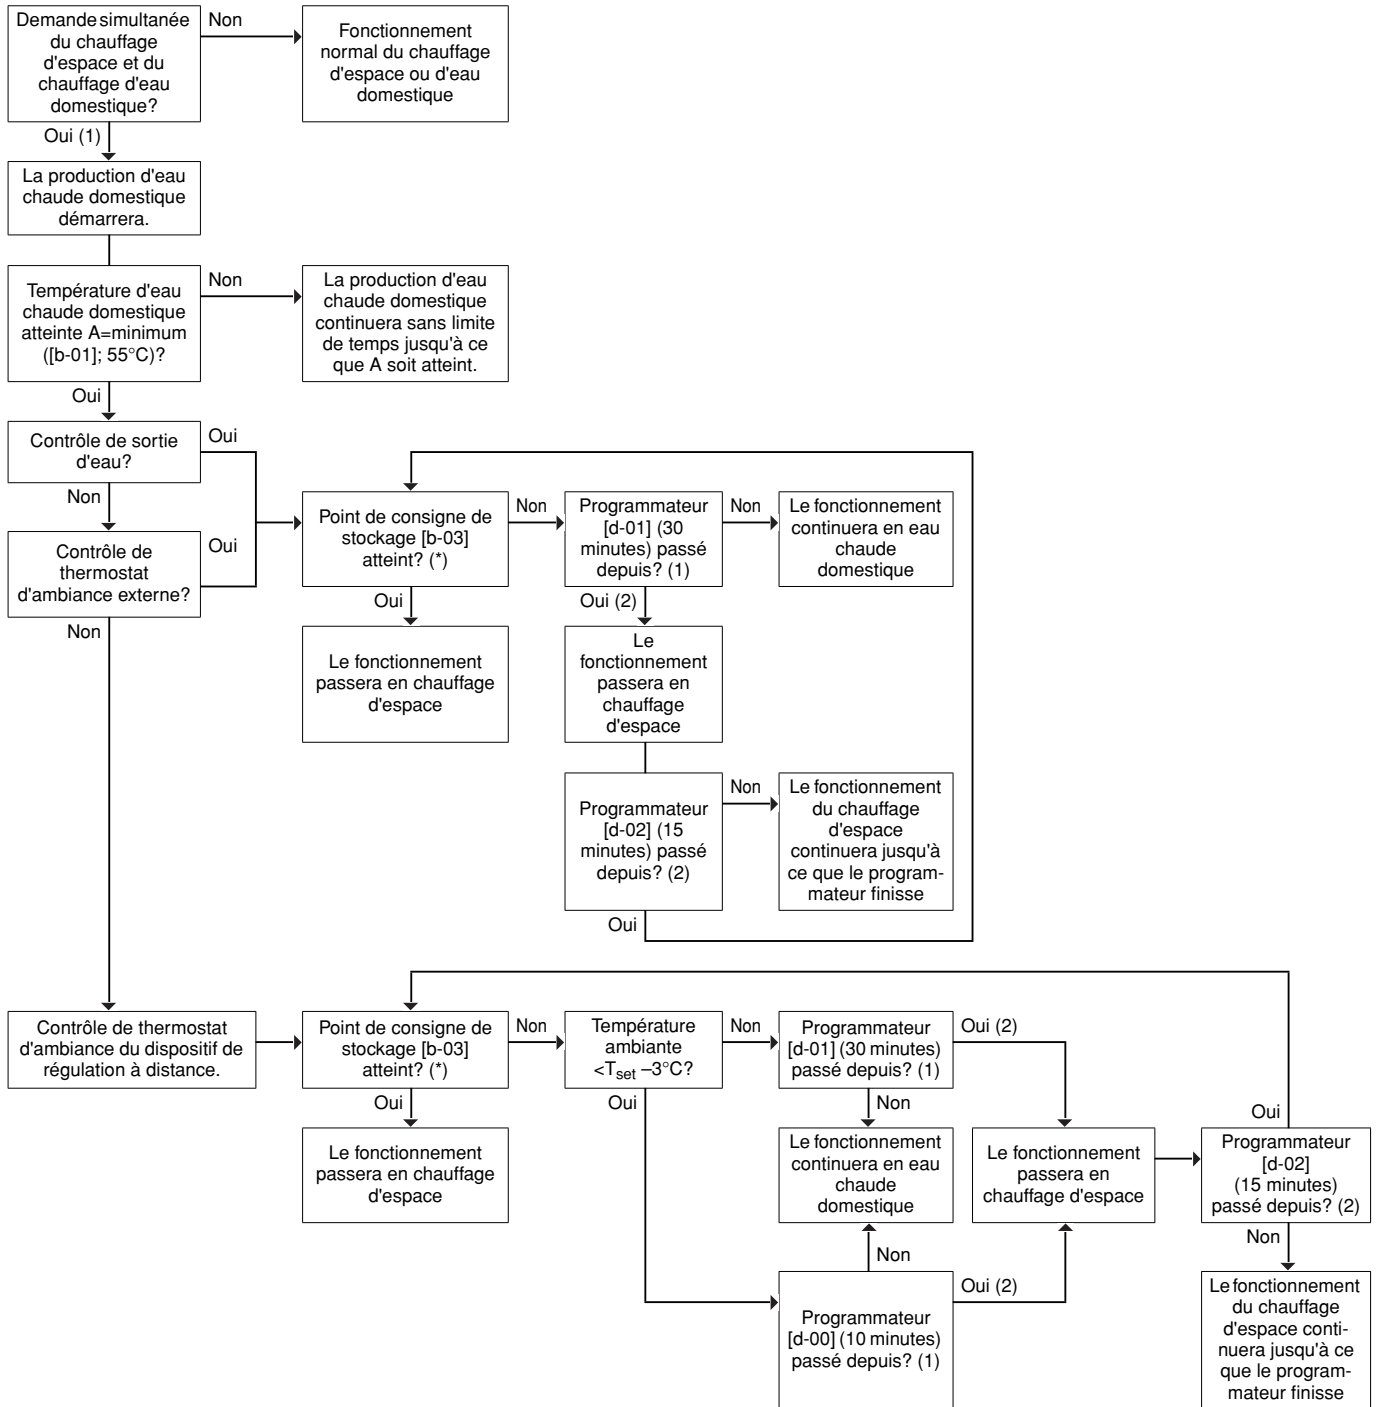 Demande simultanée
du chauffage
d'espace et du
chauffage d'eau
domestique?
Non
Fonctionnement
normal du chauffage
d'espace ou d'eau
domestique
Oui (1)
La production d'eau
chaude domestique
démarrera.
Température d'eau
chaude domestique
atteinte A=minimum
([b-01]; 55°C)?
Non
La production d'eau
chaude domestique
continuera sans limite
de temps jusqu'à ce
que A soit atteint.
Oui
Contrôle de sortie
d'eau?
Oui
Non
Contrôle de
thermostat
d'ambiance externe?
Oui
Non
Point de consigne de
stockage [b-03]
atteint? (*)
Non
Programmateur
[d-01] (30
minutes) passé
depuis? (1)
Non
Le fonctionnement
continuera en eau
chaude
domestique
Oui
Le fonctionnement
passera en chauffage
d'espace
Oui (2)
Le
fonctionnement
passera en
chauffage
d'espace
Programmateur
[d-02] (15
minutes) passé
depuis? (2)
Non
Le fonctionnement
du chauffage
d'espace
continuera jusqu'à
ce que le program-
mateur finisse
Oui
Contrôle de thermostat
d'ambiance du dispositif de
régulation à distance.
Point de consigne de
stockage [b-03]
atteint? (*)
Non
Température
ambiante
<Tset –3°C?
Non
Programmateur
[d-01] (30 minutes)
passé depuis? (1)
Oui (2)
Oui
Le fonctionnement
passera en chauffage
d'espace
Oui
Non
Le fonctionnement
continuera en eau
chaude
domestique
Le fonctionnement
passera en
chauffage d'espace
Oui
Programmateur
[d-02]
(15 minutes)
passé depuis? (2)
Non
Non
Programmateur
[d-00] (10 minutes)
passé depuis? (1)
Oui (2)
Le fonctionnement
du chauffage
d'espace conti-
nuera jusqu'à ce
que le program-
mateur finisse